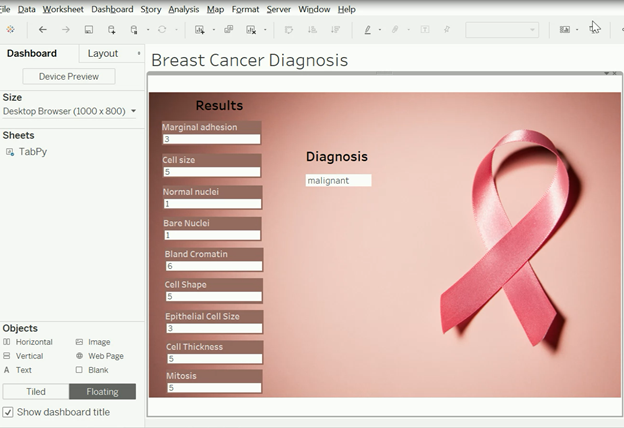 File Data Worksheet Dashboard Story Analysis Map Format Server Window Help
Dashboard Layout
Device Preview
Size
Desktop Browser (1000 x 800)
Sheets
TabPy
Objects
Horizontal Image
Vertical Web Page
A Text Blank
Tiled Floating
Show dashboard title
Breast Cancer Diagnosis
Results
Marginal adhesion
3
Cell size
5
Normal nuclei
1
Bare Nuclei
1
Bland Cromatin
6
Cell Shape
5
Epithelial Cell Size
3
Cell Thickness
5
Mitosis
5
Diagnosis
malignant